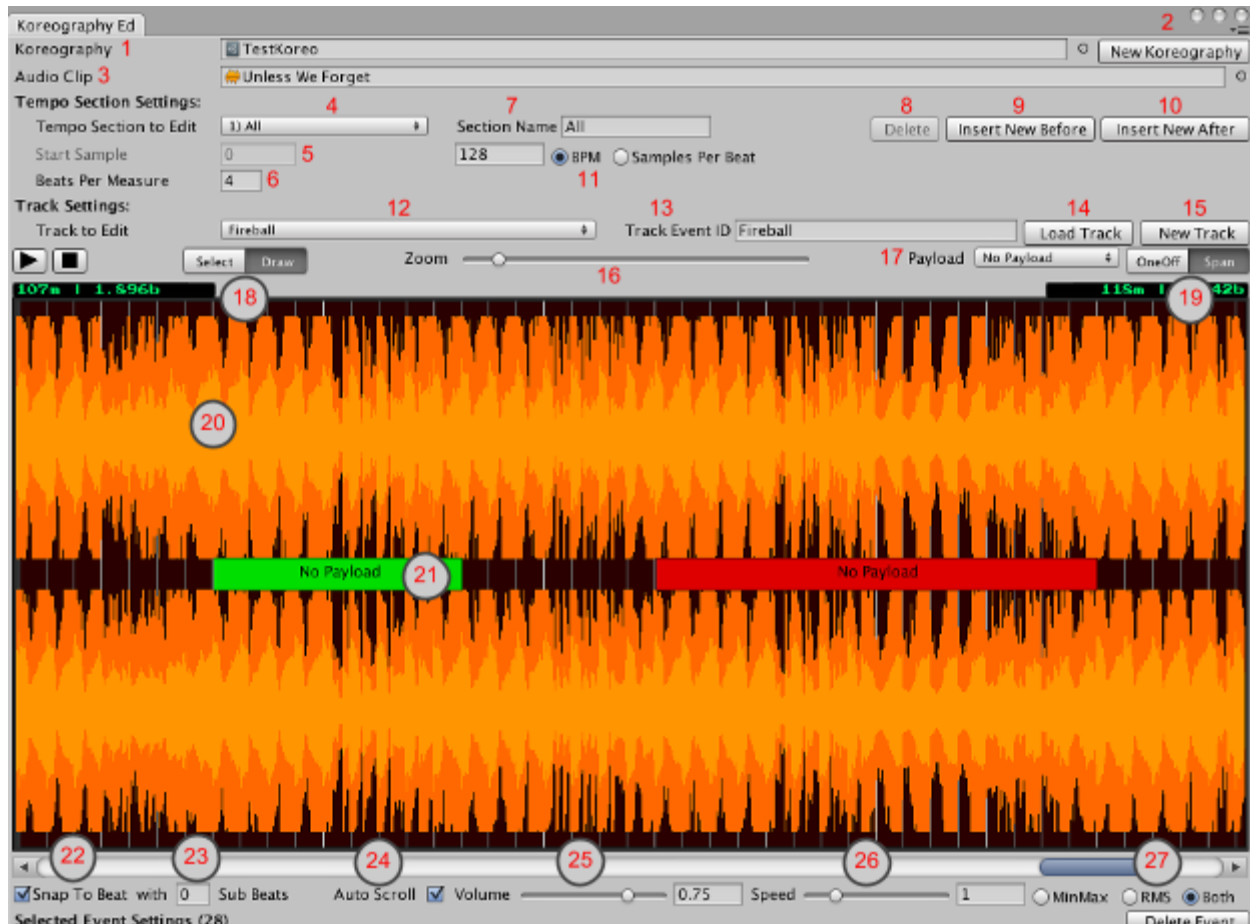 Koreography Ed 2
Koreography 1 TestKoreo New Koreography
Audio Clip 3 Unless We Forget
Tempo Section Settings: 4 7 8 9 10
Tempo Section to Edit 1) All Section Name All Delete Insert New Before Insert New After
Start Sample 0 5 128 BPM Samples Per Beat
Beats Per Measure 4 6 11
Track Settings: 12 13 14 15
Track to Edit Fireball Track Event ID Fireball Load Track New Track
Select Draw Zoom 16 17 Payload No Payload OneOff Span
107m | 1.896b 18 118m | 19 42b
20
No Payload 21 No Payload
22 23 24 25 26 27
Snap To Beat with 0 Sub Beats Auto Scroll Volume 0.75 Speed 1 MinMax RMS Both
Selected Event Settings (28) Delete Event